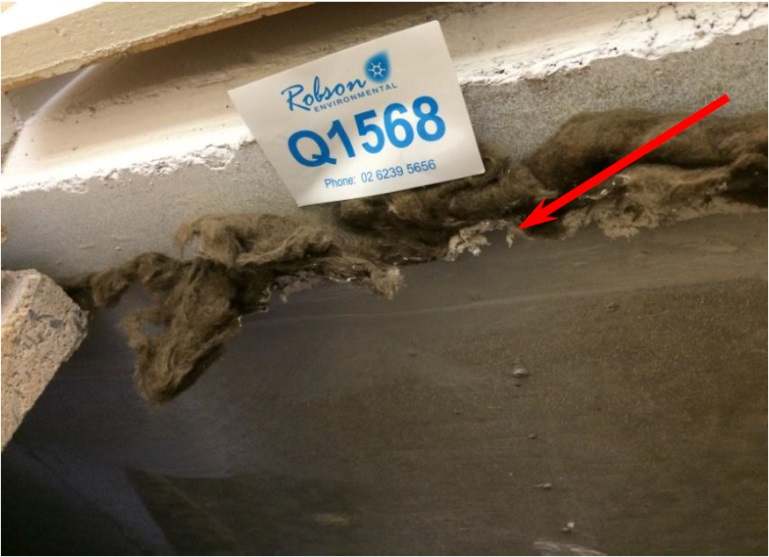 Robson
ENVIRONMENTAL
Q1568
Phone: 02 6239 5656